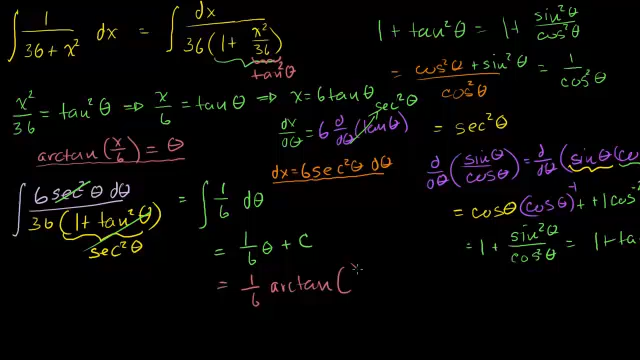 ∫ 1/(36 + x²) dx = ∫ dx/(36(1 + x²/36))
tan²θ
x²/36 = tan²θ ⇒ x/6 = tanθ ⇒ x = 6tanθ
arctan(x/6) = θ
dx/dθ = 6 d/dθ(tanθ) sec²θ
dx = 6sec²θ dθ
∫ 6sec²θ dθ/(36(1 + tan²θ)) = ∫ 1/6 dθ
sec²θ
= 1/6 θ + C
= 1/6 arctan(
1 + tan²θ = 1 + sin²θ/cos²θ
= (cos²θ + sin²θ)/cos²θ = 1/cos²θ
= sec²θ
d/dθ(sinθ/cosθ) = d/dθ(sinθ (co
= cosθ(cosθ)⁻¹ + +1 cosθ
= 1 + sin²θ/cos²θ = 1 + ta